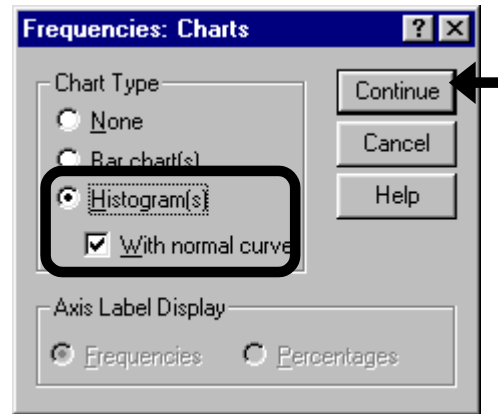 Frequencies: Charts
Chart Type
None
Bar chart(s)
Histogram(s)
With normal curve
Continue
Cancel
Help
Axis Label Display
Frequencies Percentages